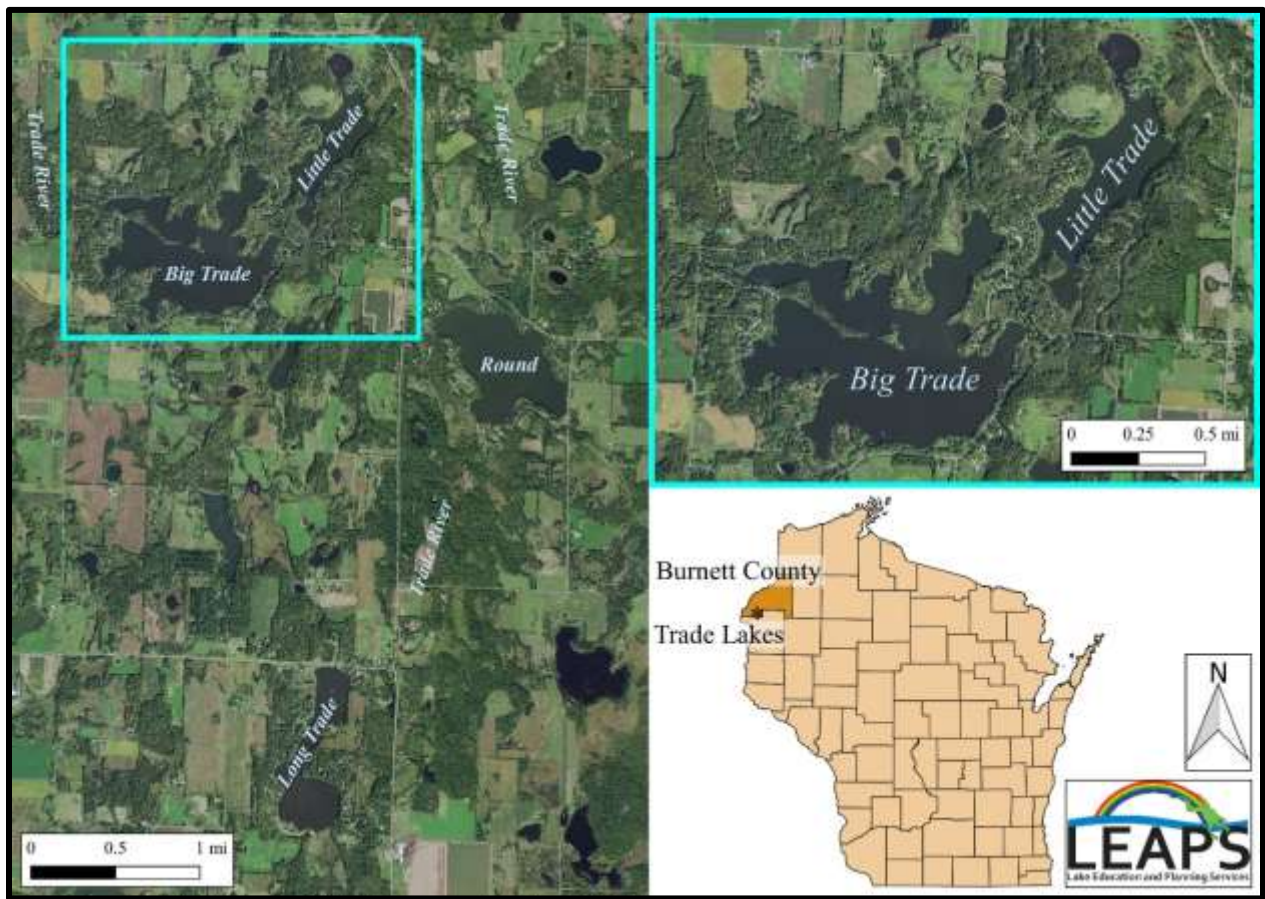 Trade River
Little Trade
Trade River
Big Trade
Round
Trade River
Long Trade
0 0.5 1 mi
Little Trade
Big Trade
0 0.25 0.5 mi
Burnett County
Trade Lakes
N
LEAPS
Lake Education and Planning Services